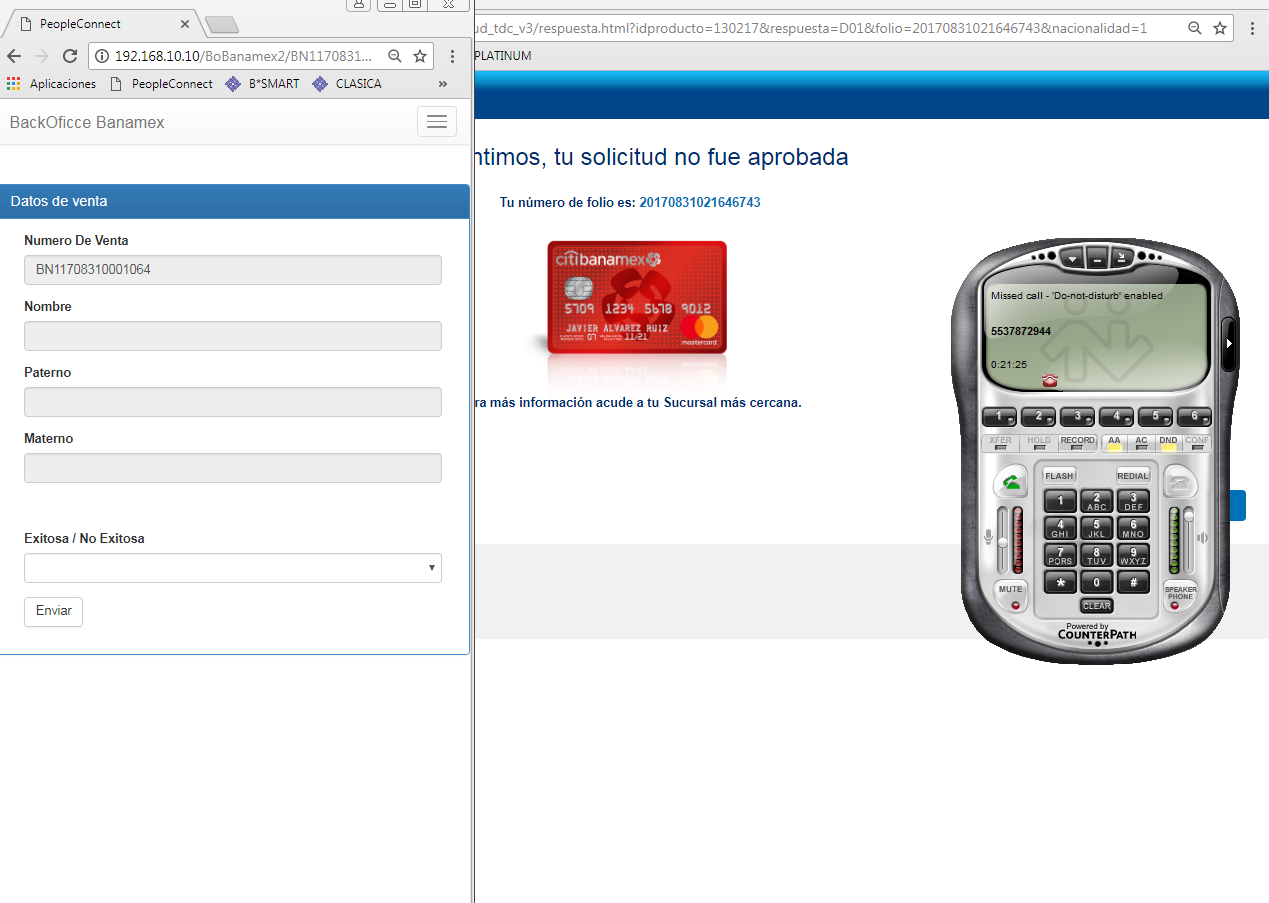 PeopleConnect
192.168.10.10/BoBanamex2/BN1170831...
Aplicaciones PeopleConnect B*SMART CLASICA »
BackOficce Banamex
Datos de venta
Numero De Venta
BN11708310001064
Nombre
Paterno
Materno
Exitosa / No Exitosa
Enviar
ud_tdc_v3/respuesta.html?idproducto=130217&respuesta=D01&folio=20170831021646743&nacionalidad=1
PLATINUM
ntimos, tu solicitud no fue aprobada
Tu número de folio es: 20170831021646743
citibanamex
5709 1234 5678 9012
JAVIER ALVAREZ RUIZ
07 11/21
mastercard
ra más información acude a tu Sucursal más cercana.
Missed call - 'Do-not-disturb' enabled
5537872944
0:21:25
1 2 3 4 5 6
XFER HOLD RECORD AA AC DND CONF
FLASH REDIAL
1 2 ABC 3 DEF
4 GHI 5 JKL 6 MNO
7 PQRS 8 TUV 9 WXYZ
* 0 #
MUTE
SPEAKER
PHONE
CLEAR
Powered by
COUNTERPATH